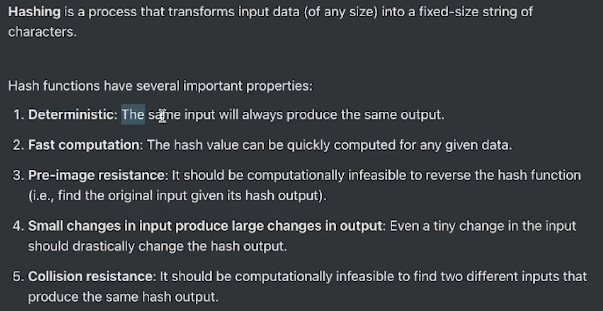 Hashing is a process that transforms input data (of any size) into a fixed-size string of
characters.
Hash functions have several important properties:
1. Deterministic: The same input will always produce the same output.
2. Fast computation: The hash value can be quickly computed for any given data.
3. Pre-image resistance: It should be computationally infeasible to reverse the hash function
(i.e., find the original input given its hash output).
4. Small changes in input produce large changes in output: Even a tiny change in the input
should drastically change the hash output.
5. Collision resistance: It should be computationally infeasible to find two different inputs that
produce the same hash output.